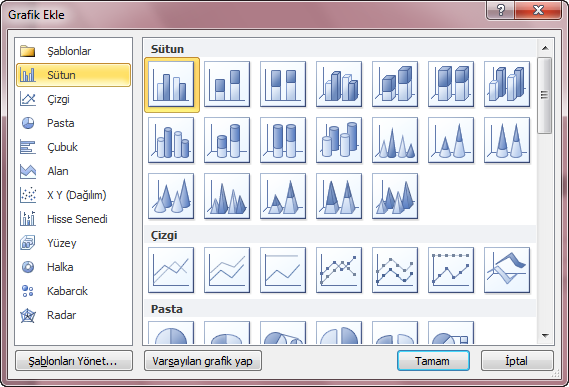 Grafik Ekle
Şablonlar
Sütun
Çizgi
Pasta
Çubuk
Alan
X Y (Dağılım)
Hisse Senedi
Yüzey
Halka
Kabarcık
Radar
Sütun
Çizgi
Pasta
Şablonları Yönet...
Varsayılan grafik yap
Tamam
İptal